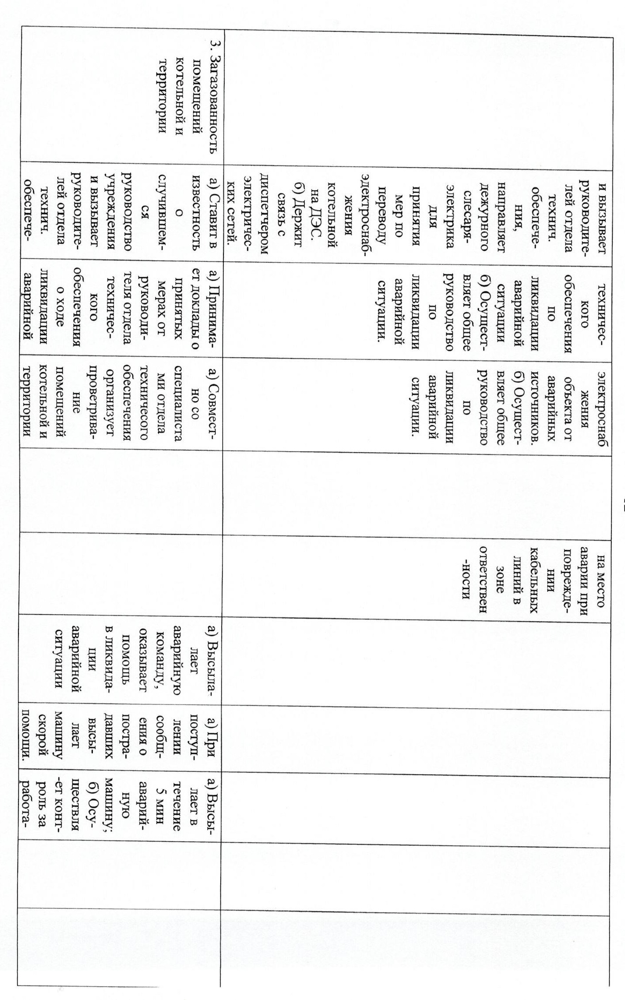 и вызывает
руководите-
лей отдела
технич.
обеспече-
ния,
направляет
дежурного
слесаря-
электрика
для
принятия
мер по
переводу
эдектроснаб-
жения
котельной
на ДЭС.
б) Держит
связь с
диспетчером
электричес-
ких сетей.
техничес-
кого
обеспечения
по
ликвидации
аварийной
ситуации
б) Осущест-
вляет общее
руководство
по
ликвидации
аварийной
ситуации.
электроснаб
жения
объекта от
аварийных
источников.
б) Осущест-
вляет общее
руководство
по
ликвидации
аварийной
ситуации.
на место
аварии при
поврежде-
нии
кабельных
линий в
зоне
ответствен
-ности
3. Загазованность
помещений
котельной и
территории
а) Ставит в
известность
о
случившем-
ся
руководство
учреждения
и вызывает
руководите-
лей отдела
технич.
обеспече-
а) Принима-
ет доклады о
принятых
мерах от
руководи-
теля отдела
техничес-
кого
обеспечения
о ходе
ликвидации
аварийной
а) Совмест-
но со
специалиста
ми отдела
техничесого
обеспечения
организует
проветрива-
ние
помещений
котельной и
территории
а) Высыла-
лает
аварийную
команду,
оказывает
помощь
в ликвида-
ции
аварийной
ситуации
а) При
поступ-
лении
сообщ-
ения о
постра-
давших
высы-
лает
машину
скорой
помощи.
а) Высы-
лает в
течение
5 мин
аварий-
ную
машину;
б) Осу-
ществля
-ет конт-
роль за
работа-